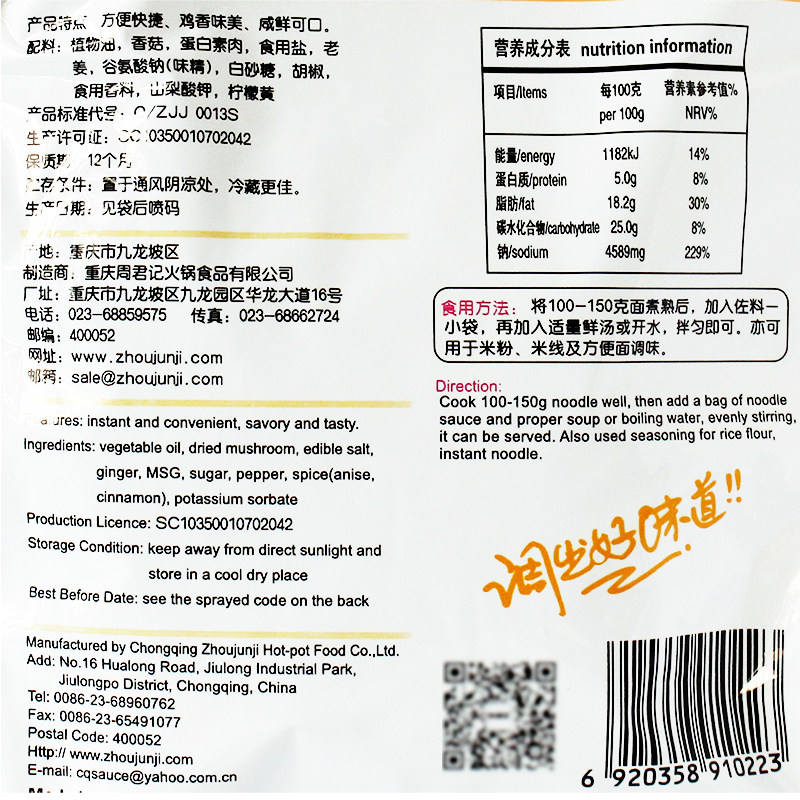 产品特点 方便快捷、鸡香味美、咸鲜可口。
配料：植物油，香菇，蛋白素肉，食用盐，老
姜，谷氨酸钠(味精)，白砂糖，胡椒，
食用香料，山梨酸钾，柠檬黄
产品标准代号：Q/ZJJ 0013S
生产许可证：SC10350010702042
保质期：12个月
贮存条件：置于通风阴凉处，冷藏更佳。
生产日期：见袋后喷码
产地：重庆市九龙坡区
制造商：重庆周君记火锅食品有限公司
厂址：重庆市九龙坡区九龙园区华龙大道16号
电话：023-68859575 传真：023-68662724
邮编：400052
网址：www.zhoujunji.com
邮箱：sale@zhoujunji.com
Features: instant and convenient, savory and tasty.
Ingredients: vegetable oil, dried mushroom, edible salt,
ginger, MSG, sugar, pepper, spice(anise,
cinnamon), potassium sorbate
Production Licence: SC10350010702042
Storage Condition: keep away from direct sunlight and
store in a cool dry place
Best Before Date: see the sprayed code on the back
Manufactured by Chongqing Zhoujunji Hot-pot Food Co.,Ltd.
Add: No.16 Hualong Road, Jiulong Industrial Park,
Jiulongpo District, Chongqing, China
Tel: 0086-23-68960762
Fax: 0086-23-65491077
Postal Code: 400052
Http// www.zhoujunji.com
E-mail: cqsauce@yahoo.com.cn
营养成分表 nutrition information
项目/Items 每100克 营养素参考值%
per 100g NRV%
能量/energy 1182kJ 14%
蛋白质/protein 5.0g 8%
脂肪/fat 18.2g 30%
碳水化合物/carbohydrate 25.0g 8%
钠/sodium 4589mg 229%
食用方法：将100-150克面煮熟后，加入佐料一
小袋，再加入适量鲜汤或开水，拌匀即可。亦可
用于米粉、米线及方便面调味。
Direction:
Cook 100-150g noodle well, then add a bag of noodle
sauce and proper soup or boiling water, evenly stirring,
it can be served. Also used seasoning for rice flour,
instant noodle.
调出好味道!!
6 920358 910223